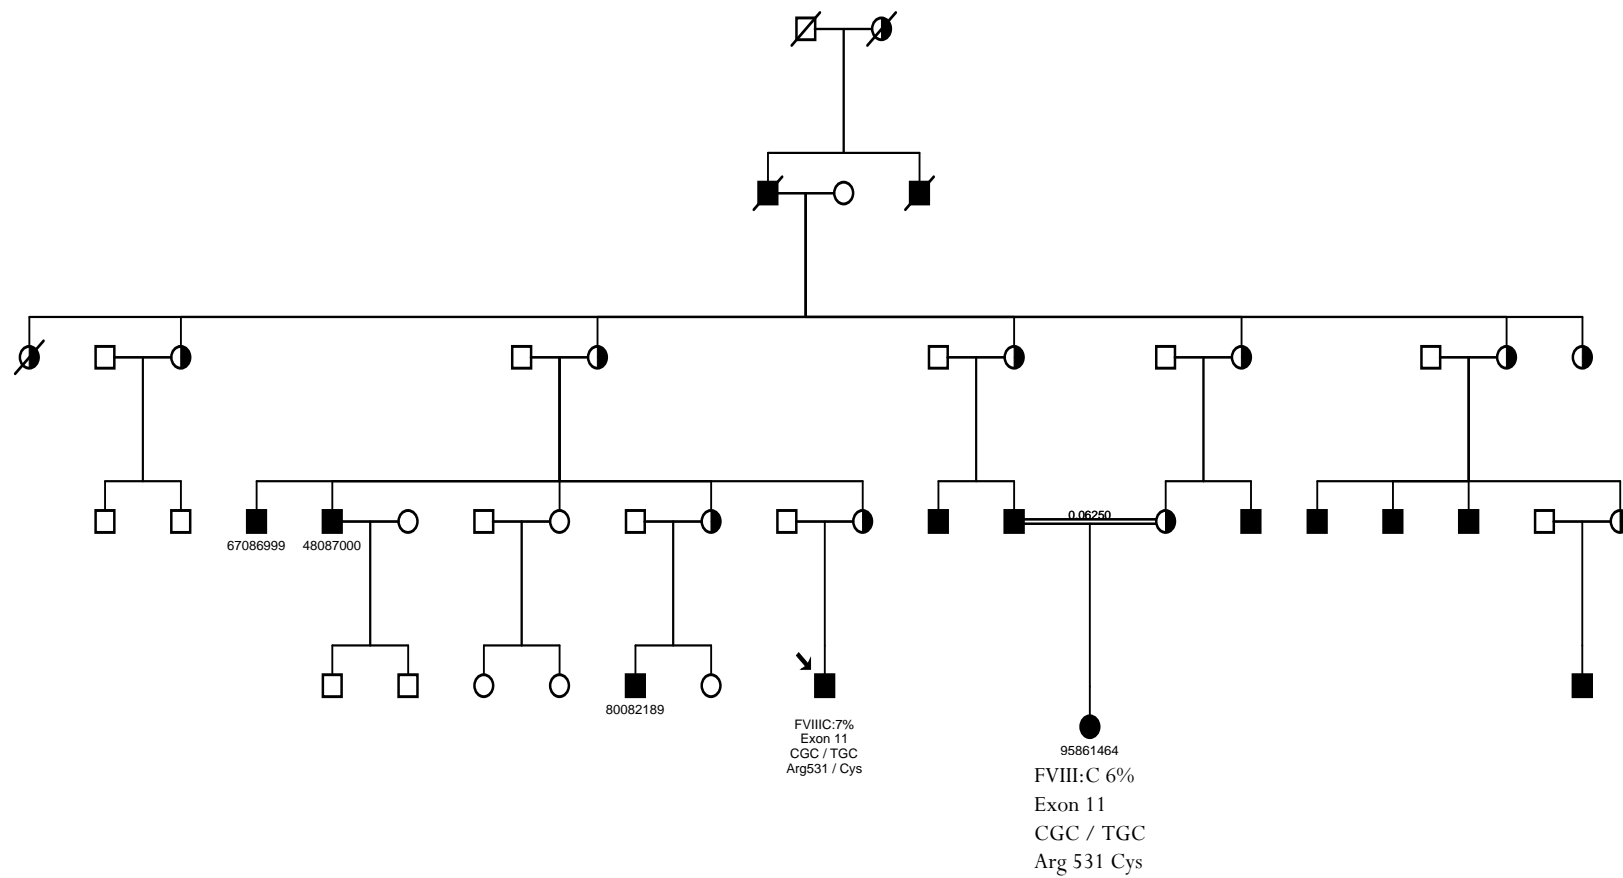 0.06250
67086999
48087000
80082189
FVIIIC:7%
Exon 11
CGC / TGC
Arg531 / Cys
95861464
FVIII:C 6%
Exon 11
CGC / TGC
Arg 531 Cys